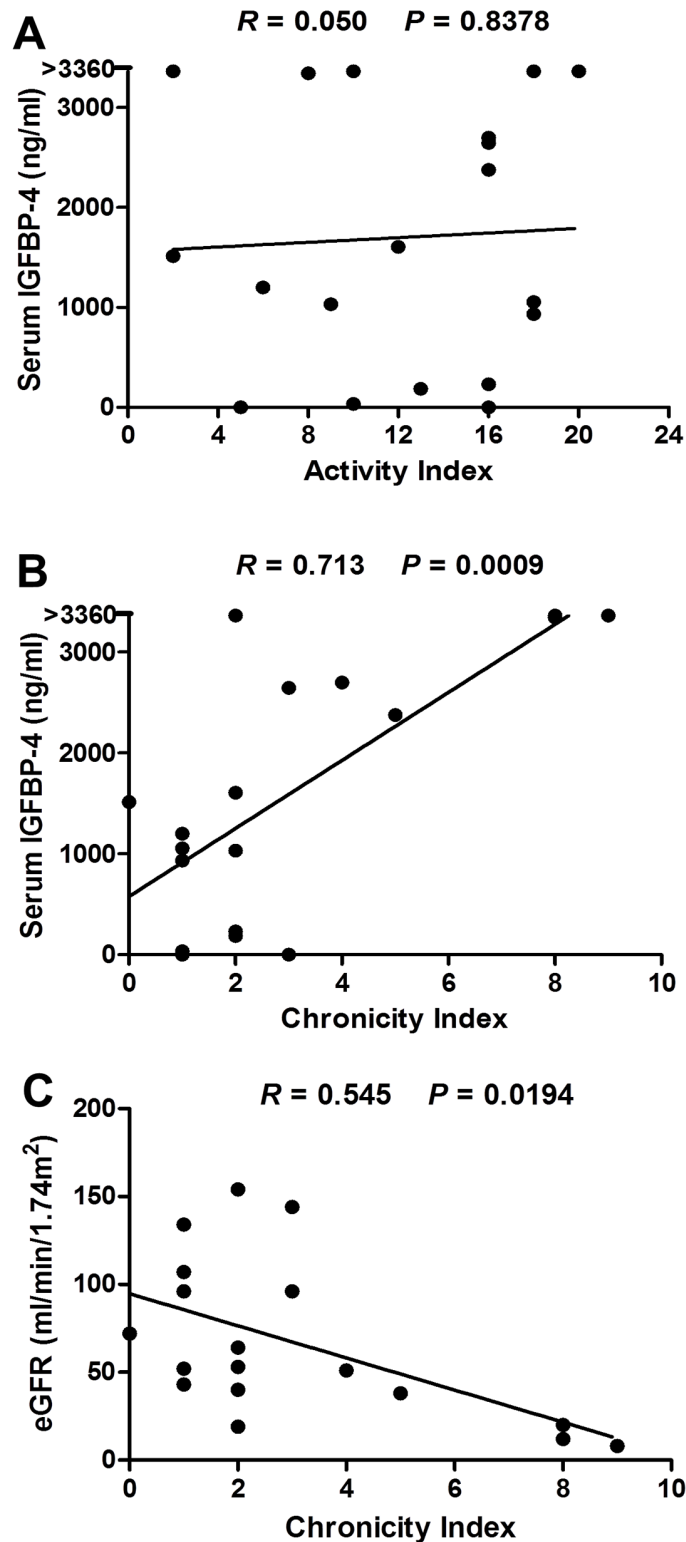 A
R = 0.050 P = 0.8378
Serum IGFBP-4 (ng/ml)
>3360
3000
2000
1000
0
0 4 8 12 16 20 24
Activity Index
B
R = 0.713 P = 0.0009
Serum IGFBP-4 (ng/ml)
>3360
3000
2000
1000
0
0 2 4 6 8 10
Chronicity Index
C
R = 0.545 P = 0.0194
eGFR (ml/min/1.74m²)
200
150
100
50
0
0 2 4 6 8 10
Chronicity Index